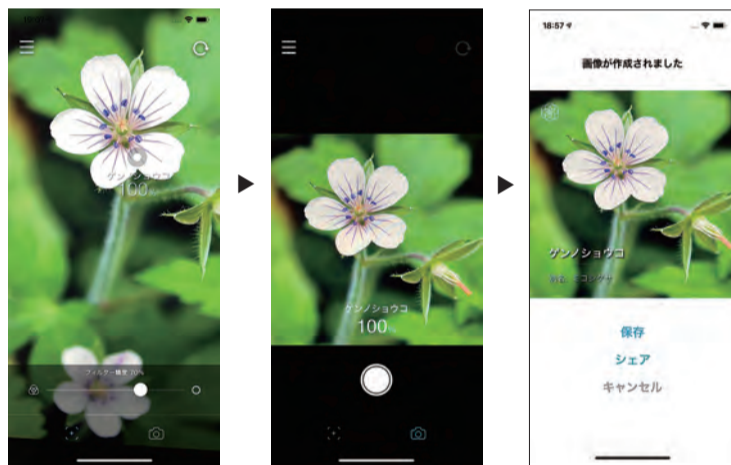 ゲンノショウコ
100
フィルター精度 70%
ゲンノショウコ
100
18:57
画像が作成されました
ゲンノショウコ
保存
シェア
キャンセル